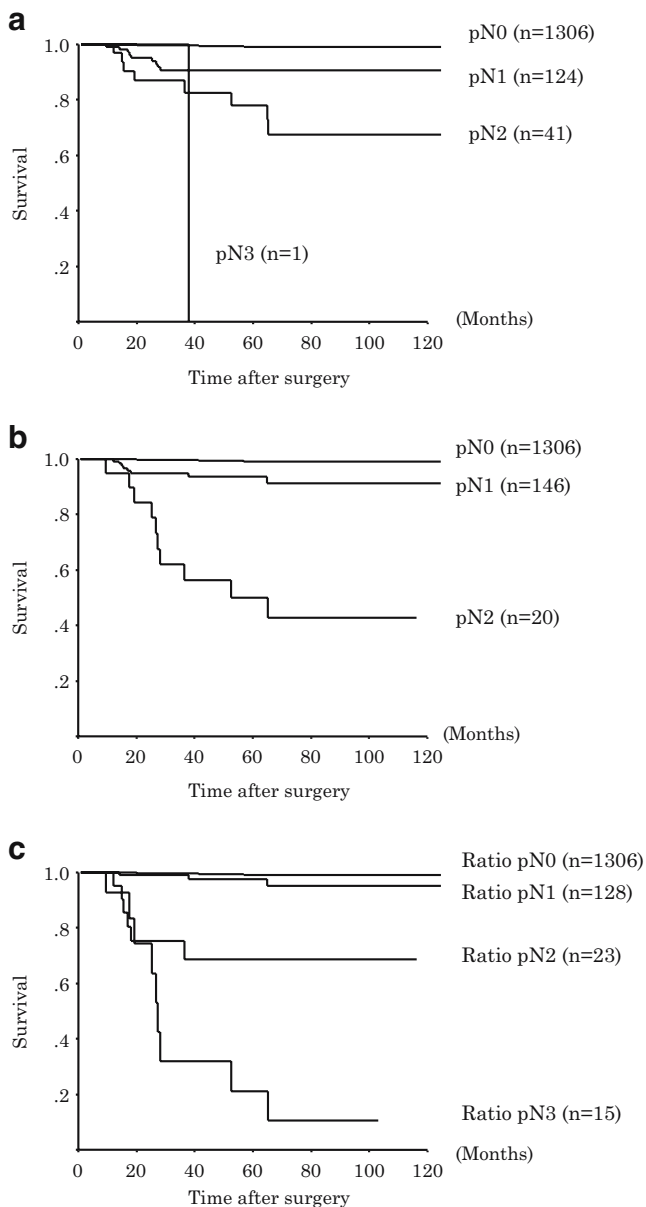 a
1.0
.8
.6
.4
.2
Survival
pN0 (n=1306)
pN1 (n=124)
pN2 (n=41)
pN3 (n=1)
0 20 40 60 80 100 120
(Months)
Time after surgery
b
1.0
.8
.6
.4
.2
Survival
pN0 (n=1306)
pN1 (n=146)
pN2 (n=20)
0 20 40 60 80 100 120
(Months)
Time after surgery
c
1.0
.8
.6
.4
.2
Survival
Ratio pN0 (n=1306)
Ratio pN1 (n=128)
Ratio pN2 (n=23)
Ratio pN3 (n=15)
0 20 40 60 80 100 120
(Months)
Time after surgery